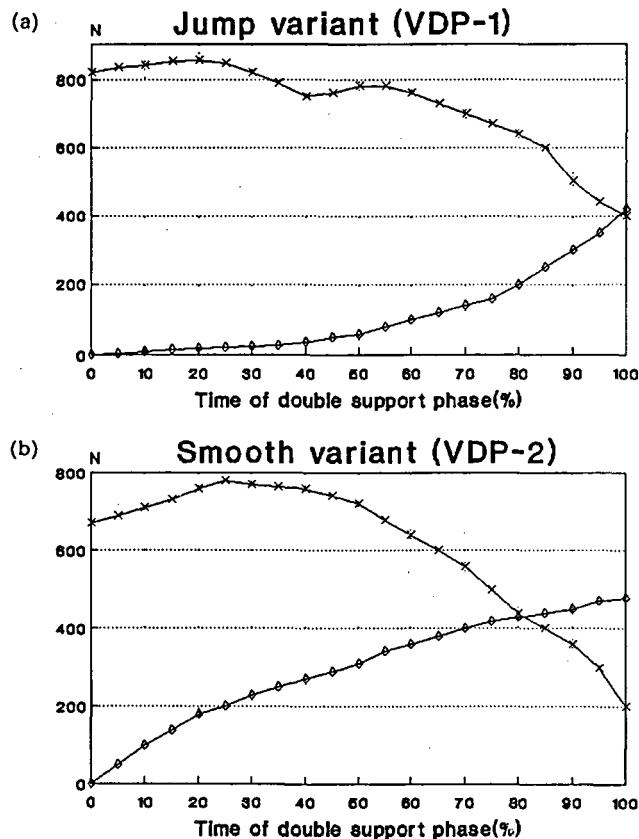 (a)
Jump variant (VDP-1)
N
800
600
400
200
0
0 10 20 30 40 50 60 70 80 90 100
Time of double support phase(%)
(b)
Smooth variant (VDP-2)
N
800
600
400
200
0
0 10 20 30 40 50 60 70 80 90 100
Time of double support phase(%)